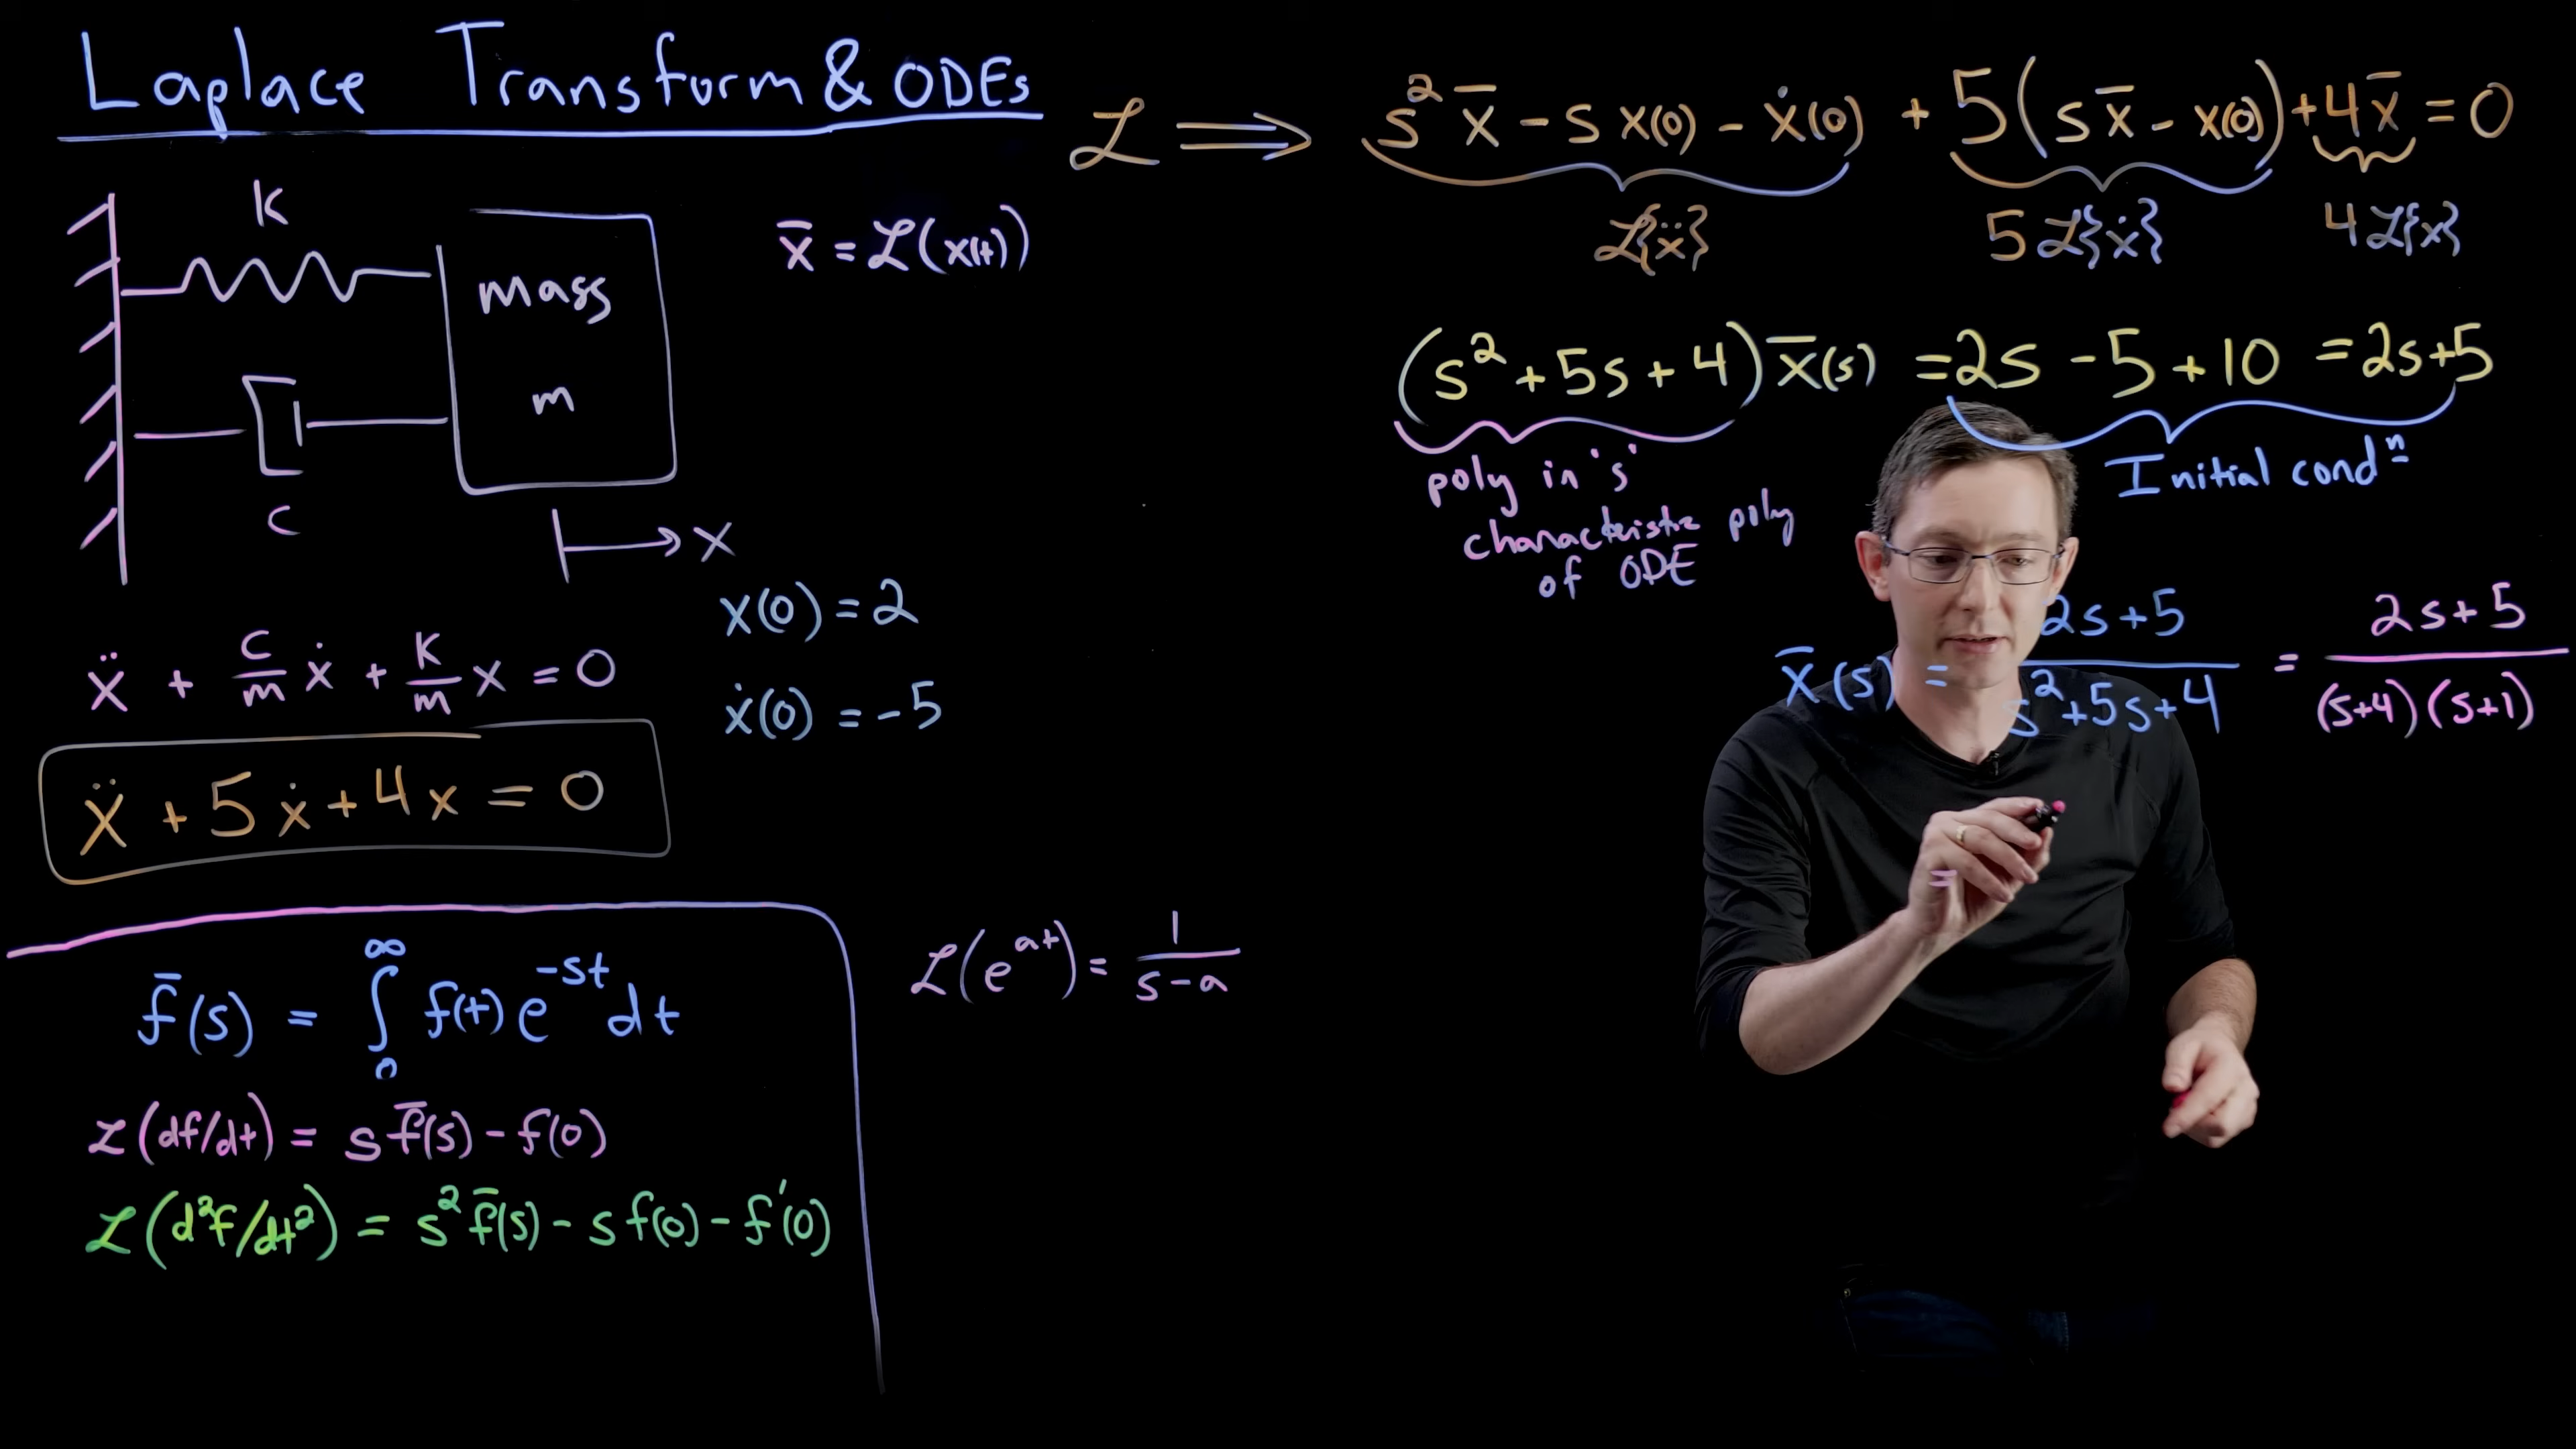 Laplace Transform & ODEs
K
mass
m
c
x
x̄ = ℒ(x(t))
ẍ + c/m ẋ + k/m x = 0
x(0) = 2
ẋ(0) = -5
ẍ + 5ẋ + 4x = 0
f̄(s) = ∫₀^∞ f(t) e^{-st} dt
ℒ(df/dt) = s f̄(s) - f(0)
ℒ(d²f/dt²) = s² f̄(s) - s f(0) - f'(0)
ℒ(e^{at}) = 1/(s-a)
ℒ ⟹ s² x̄ - s x(0) - ẋ(0) + 5(s x̄ - x(0)) + 4x̄ = 0
ℒ{ẍ} 5ℒ{ẋ} 4ℒ{x}
(s² + 5s + 4) x̄(s) = 2s - 5 + 10 = 2s+5
poly in 's'
characteristic poly
of ODE
Initial condⁿ
x̄(s) = (2s+5)/(s²+5s+4) = (2s+5)/((s+4)(s+1))
=